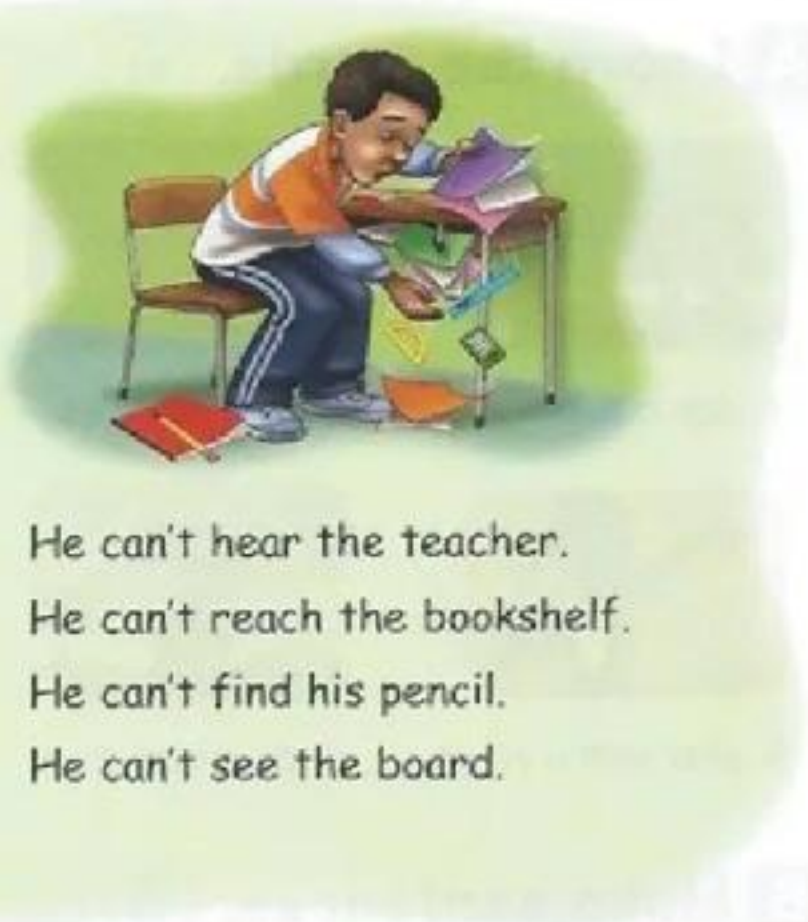 He can't hear the teacher.
He can't reach the bookshelf.
He can't find his pencil.
He can't see the board.